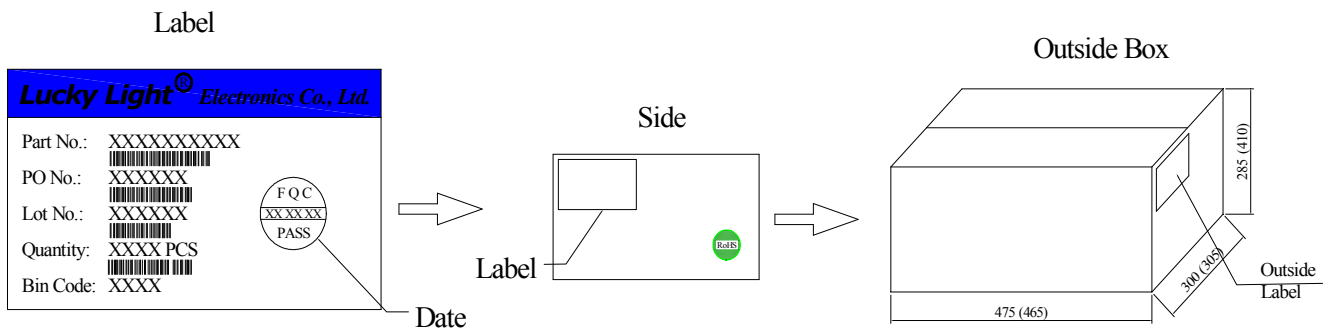 Label
Lucky Light® Electronics Co., Ltd.
Part No.: XXXXXXXXXX
PO No.: XXXXXX
Lot No.: XXXXXX
Quantity: XXXX PCS
Bin Code: XXXX
FQC
XX XX XX
PASS
Date
Side
Label
RoHS
Outside Box
285 (410)
300 (305)
475 (465)
Outside
Label